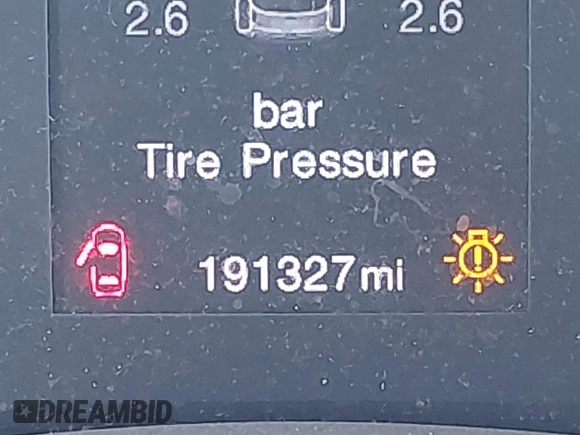 2.6 2.6
bar
Tire Pressure
191327mi
DREAMBID